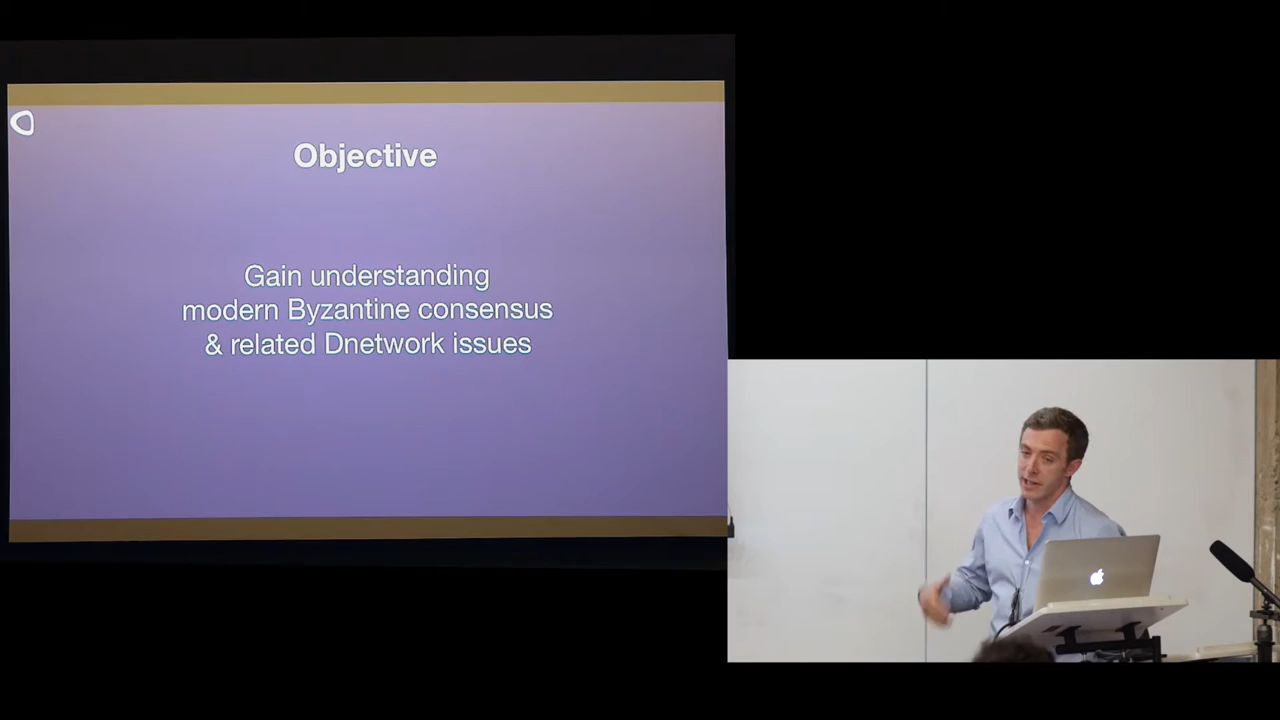 Objective
Gain understanding
modern Byzantine consensus
& related Dnetwork issues